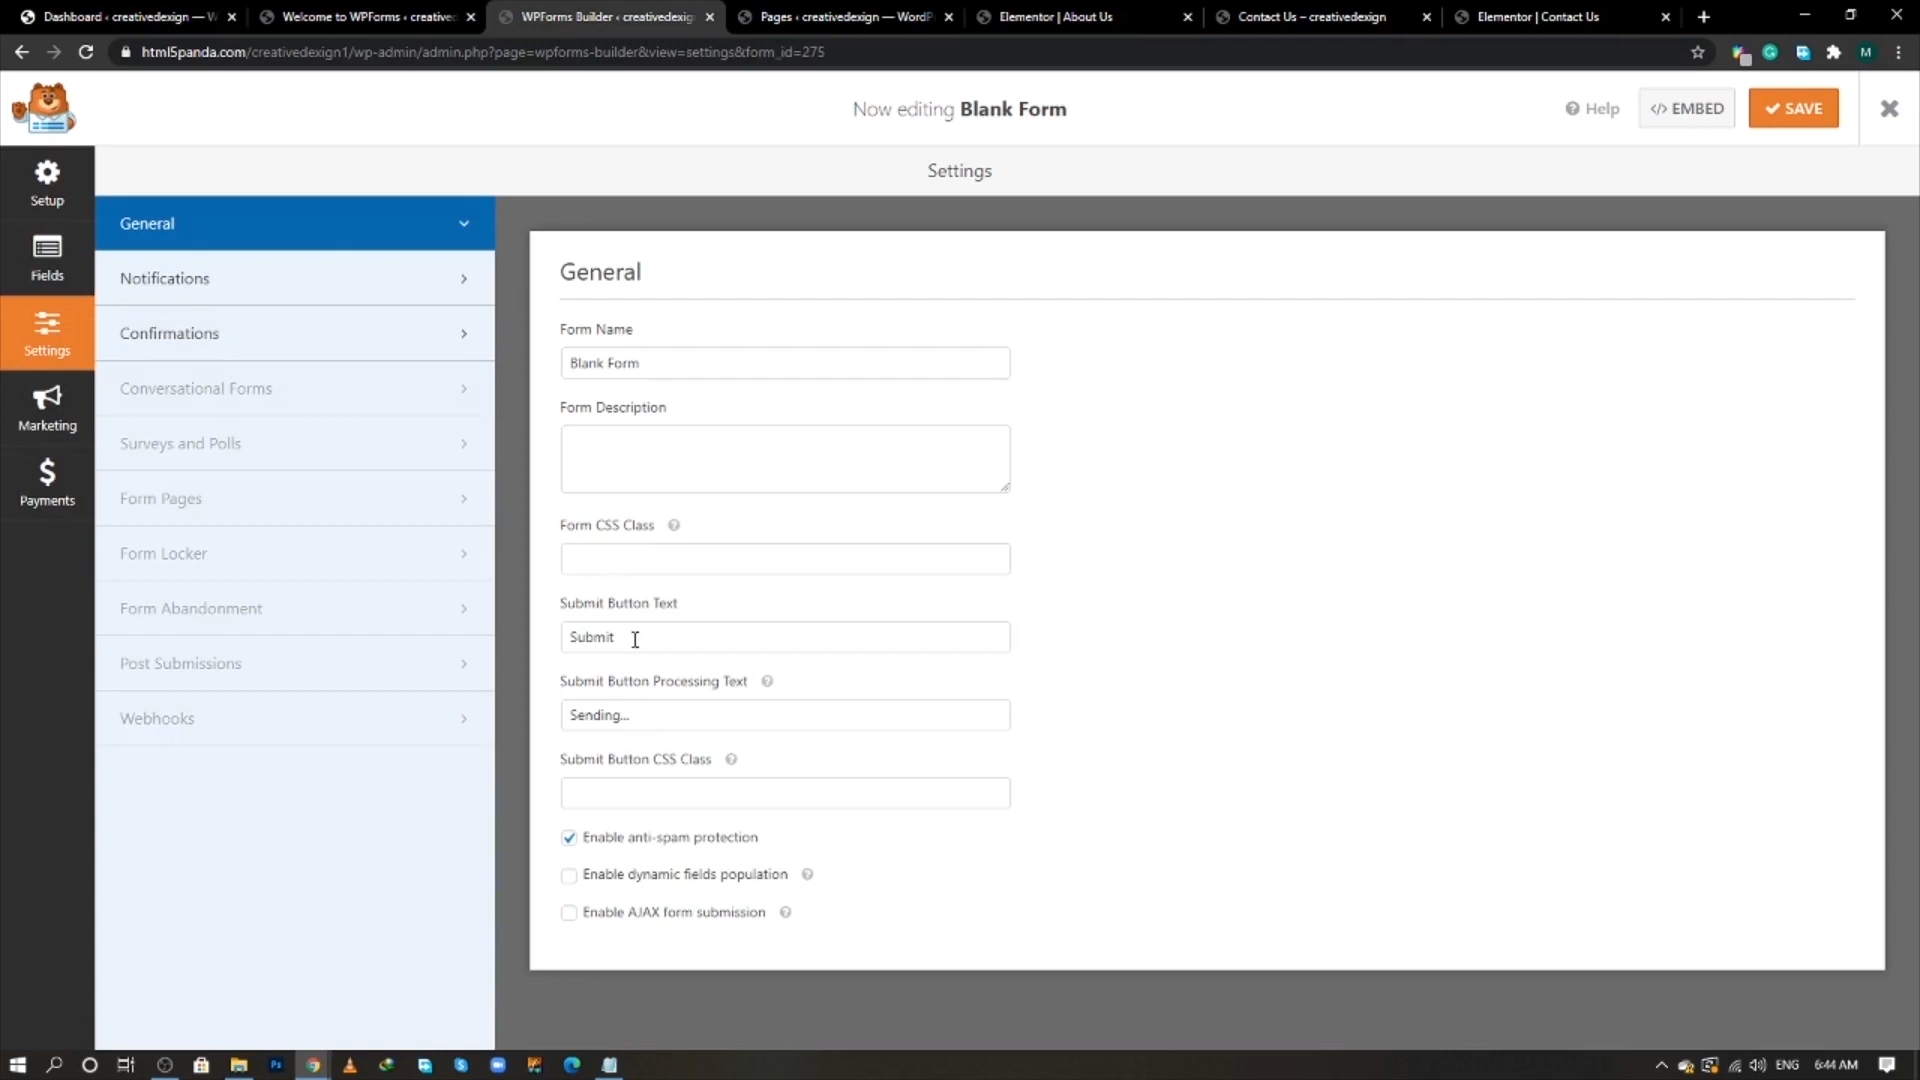 Dashboard ‹ creativedexign — W
Welcome to WPForms ‹ creative
WPForms Builder ‹ creativedexig
Pages ‹ creativedexign — WordP
Elementor | About Us
Contact Us – creativedexign
Elementor | Contact Us
html5panda.com/creativedexign1/wp-admin/admin.php?page=wpforms-builder&view=settings&form_id=275
M
Now editing Blank Form
Help
</> EMBED
SAVE
Settings
Setup
Fields
Settings
Marketing
Payments
General
Notifications
Confirmations
Conversational Forms
Surveys and Polls
Form Pages
Form Locker
Form Abandonment
Post Submissions
Webhooks
General
Form Name
Blank Form
Form Description
Form CSS Class
Submit Button Text
Submit
Submit Button Processing Text
Sending...
Submit Button CSS Class
Enable anti-spam protection
Enable dynamic fields population
Enable AJAX form submission
Ps
ENG
6:44 AM